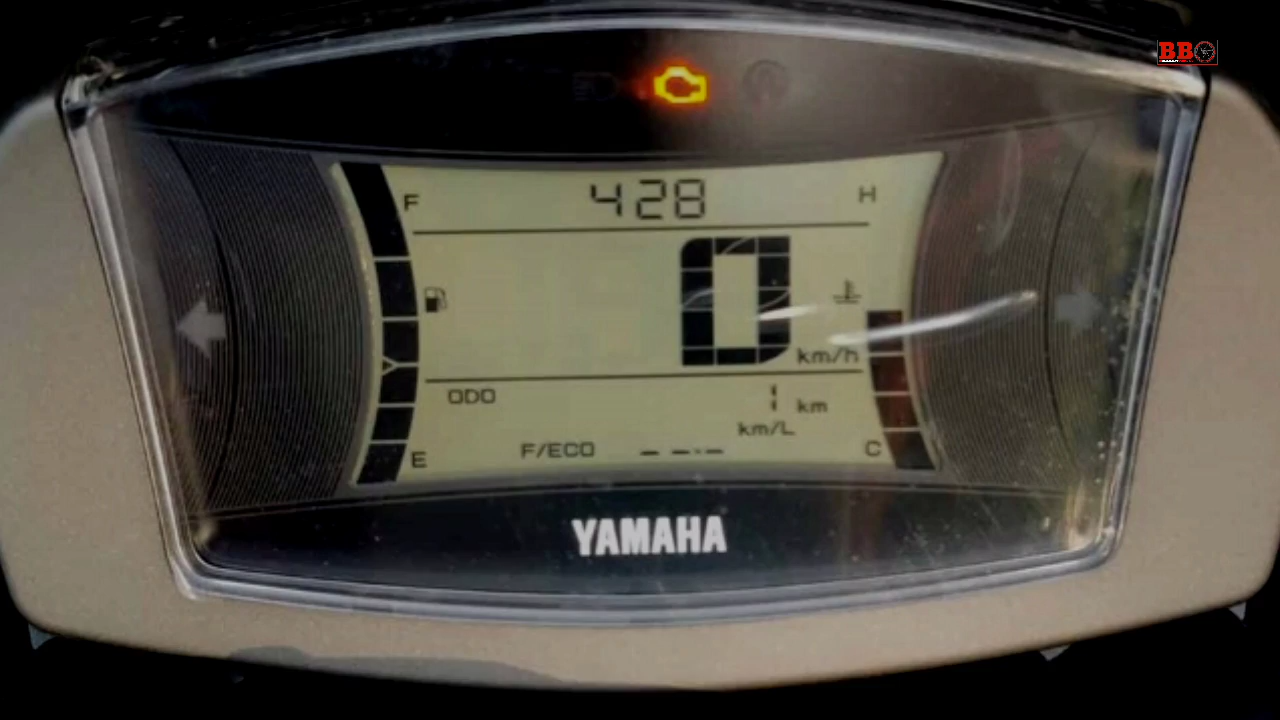 BB
F
428
H
0
km/h
ODO
1 km
km/L
E
F/ECO
-- --.--
C
YAMAHA